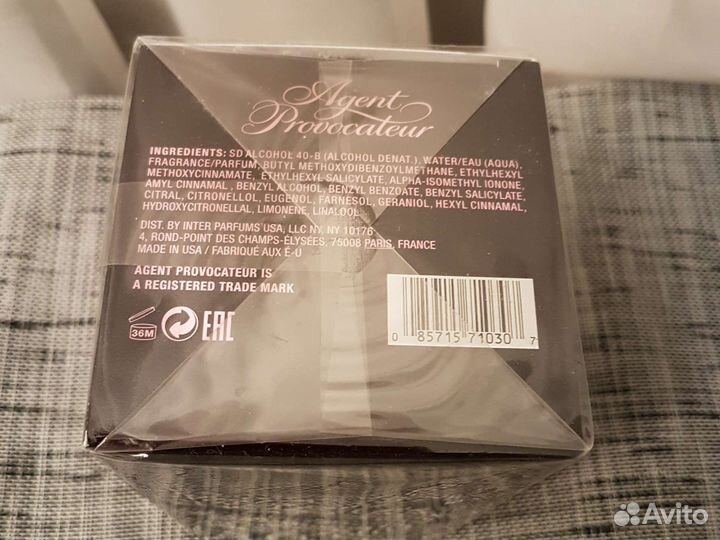 Agent
Provocateur
INGREDIENTS: SD ALCOHOL 40-B (ALCOHOL DENAT.), WATER/EAU (AQUA),
FRAGRANCE/PARFUM, BUTYL METHOXYDIBENZOYLMETHANE, ETHYLHEXYL
METHOXYCINNAMATE, ETHYLHEXYL SALICYLATE, ALPHA-ISOMETHYL IONONE,
AMYL CINNAMAL, BENZYL ALCOHOL, BENZYL BENZOATE, BENZYL SALICYLATE,
CITRAL, CITRONELLOL, EUGENOL, FARNESOL, GERANIOL, HEXYL CINNAMAL,
HYDROXYCITRONELLAL, LIMONENE, LINALOOL.
DIST. BY INTER PARFUMS USA, LLC NY, NY 10176
4, ROND-POINT DES CHAMPS-ÉLYSÉES, 75008 PARIS, FRANCE
MADE IN USA / FABRIQUÉ AUX É-U
AGENT PROVOCATEUR IS
A REGISTERED TRADE MARK
36M EAC
0 85715 71030 7
Avito